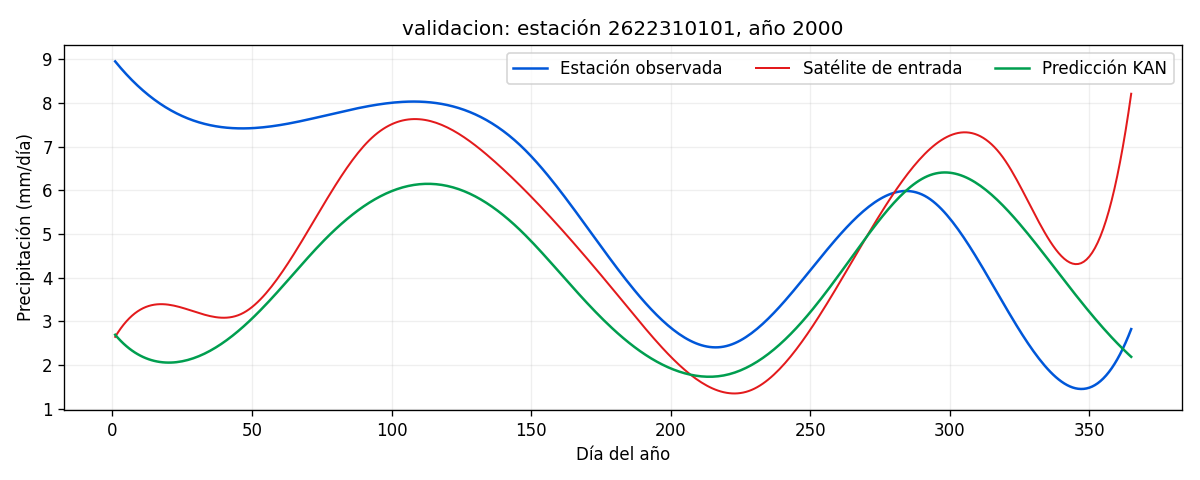 validacion: estación 2622310101, año 2000
Estación observada
Satélite de entrada
Predicción KAN
Precipitación (mm/día)
9
8
7
6
5
4
3
2
1
0 50 100 150 200 250 300 350
Día del año